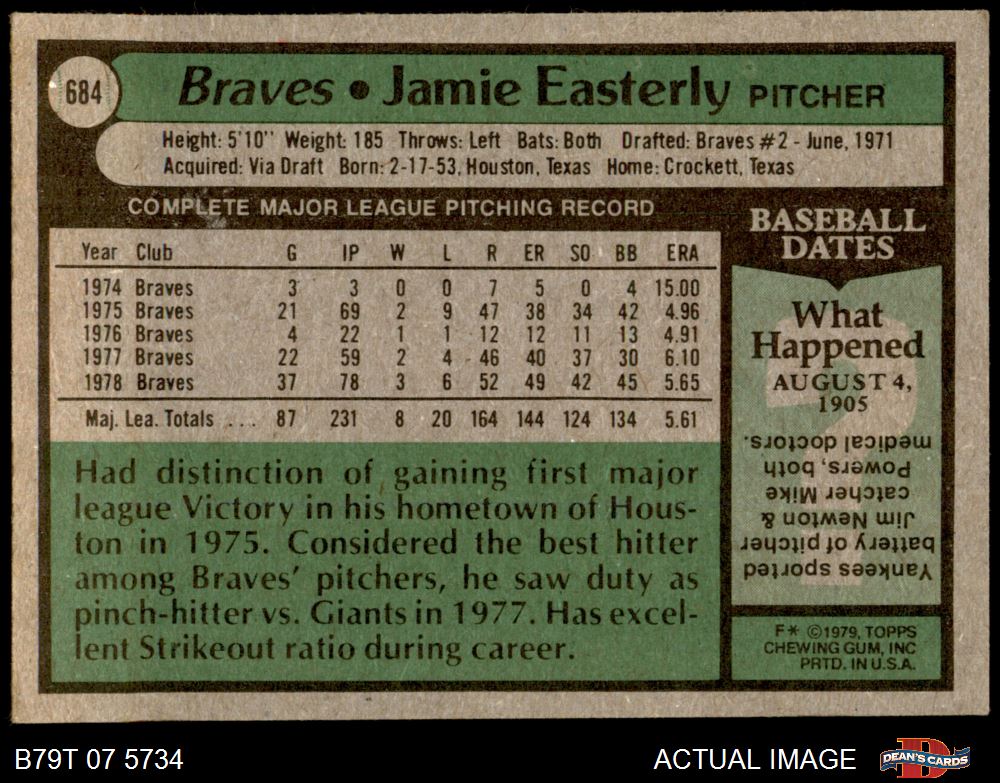 684
Braves • Jamie Easterly PITCHER
Height: 5'10" Weight: 185 Throws: Left Bats: Both Drafted: Braves #2 - June, 1971
Acquired: Via Draft Born: 2-17-53, Houston, Texas Home: Crockett, Texas
COMPLETE MAJOR LEAGUE PITCHING RECORD
Year Club G IP W L R ER SO BB ERA
1974 Braves 3 3 0 0 7 5 0 4 15.00
1975 Braves 21 69 2 9 47 38 34 42 4.96
1976 Braves 4 22 1 1 12 12 11 13 4.91
1977 Braves 22 59 2 4 46 40 37 30 6.10
1978 Braves 37 78 3 6 52 49 42 45 5.65
Maj. Lea. Totals . . . 87 231 8 20 164 144 124 134 5.61
Had distinction of gaining first major
league Victory in his hometown of Hous-
ton in 1975. Considered the best hitter
among Braves' pitchers, he saw duty as
pinch-hitter vs. Giants in 1977. Has excel-
lent Strikeout ratio during career.
BASEBALL
DATES
What
Happened
AUGUST 4,
1905
Yankees sported
battery of pitcher
Jim Newton &
catcher Mike
Powers, both
medical doctors.
F* ©1979, TOPPS
CHEWING GUM, INC
PRTD. IN U.S.A.
B79T 07 5734
ACTUAL IMAGE
D
DEAN'S CARDS